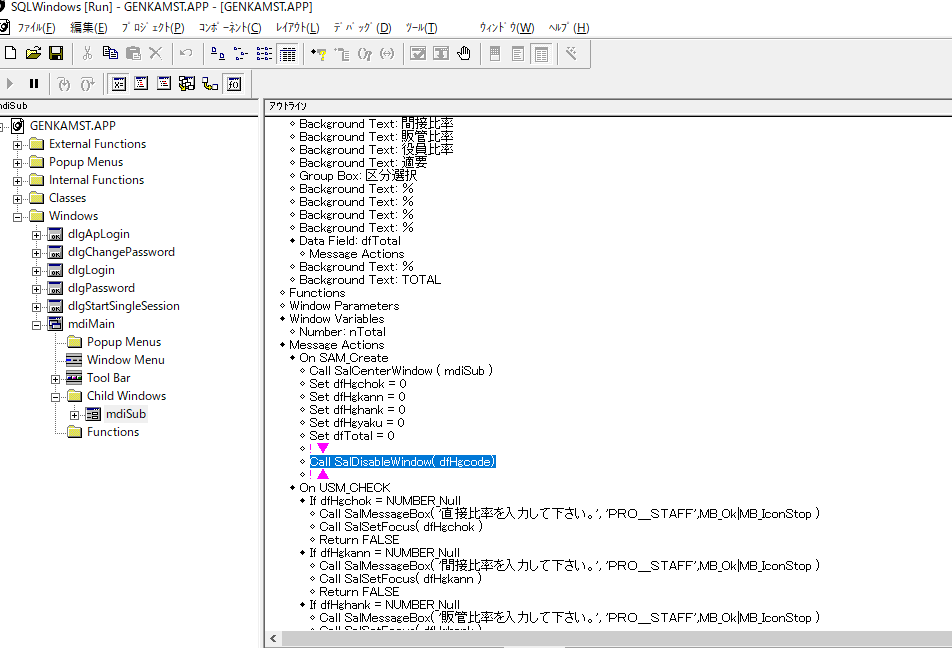 SQLWindows [Run] - GENKAMST.APP - [GENKAMST.APP]
ﾌｧｲﾙ(F) 編集(E) ﾌﾟﾛｼﾞｪｸﾄ(P) ｺﾝﾎﾟｰﾈﾝﾄ(C) ﾚｲｱｳﾄ(L) ﾃﾞﾊﾞｯｸﾞ(D) ﾂｰﾙ(T) ｳｨﾝﾄﾞｳ(W) ﾍﾙﾌﾟ(H)
mdiSub
GENKAMST.APP
External Functions
Popup Menus
Internal Functions
Classes
Windows
dlgApLogin
dlgChangePassword
dlgLogin
dlgPassword
dlgStartSingleSession
mdiMain
Popup Menus
Window Menu
Tool Bar
Child Windows
mdiSub
Functions
アウトライン
Background Text: 間接比率
Background Text: 販管比率
Background Text: 役員比率
Background Text: 適要
Group Box: 区分選択
Background Text: %
Background Text: %
Background Text: %
Background Text: %
Data Field: dfTotal
Message Actions
Background Text: %
Background Text: TOTAL
Functions
Window Parameters
Window Variables
Number: nTotal
Message Actions
On SAM_Create
Call SalCenterWindow ( mdiSub )
Set dfHgchok = 0
Set dfHgkann = 0
Set dfHghank = 0
Set dfHgyaku = 0
Set dfTotal = 0
! ▼
Call SalDisableWindow( dfHgcode)
! ▲
On USM_CHECK
If dfHgchok = NUMBER_Null
Call SalMessageBox( '直接比率を入力して下さい。', 'PRO__STAFF',MB_Ok|MB_IconStop )
Call SalSetFocus( dfHgchok )
Return FALSE
If dfHgkann = NUMBER_Null
Call SalMessageBox( '間接比率を入力して下さい。', 'PRO__STAFF',MB_Ok|MB_IconStop )
Call SalSetFocus( dfHgkann )
Return FALSE
If dfHghank = NUMBER_Null
Call SalMessageBox( '販管比率を入力して下さい。', 'PRO__STAFF',MB_Ok|MB_IconStop )
Call SalSetFocus( dfHghank )